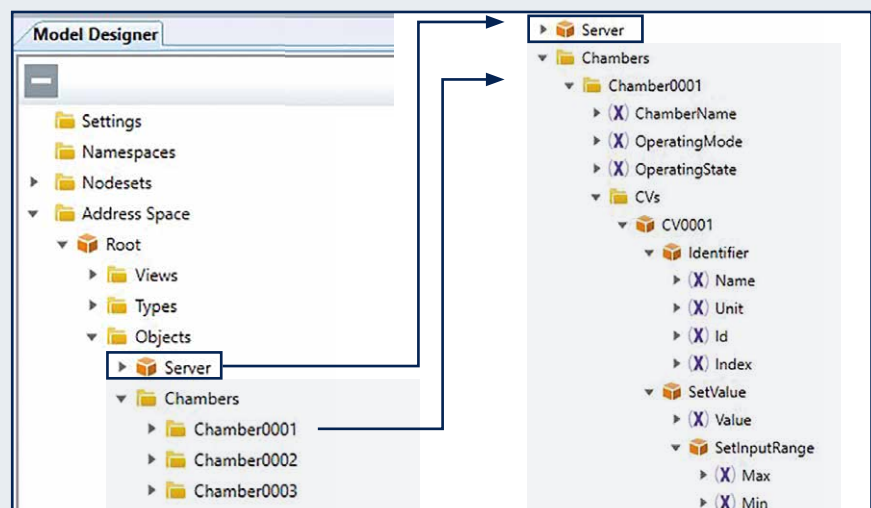 Model Designer
Settings
Namespaces
Nodesets
Address Space
Root
Views
Types
Objects
Server
Chambers
Chamber0001
Chamber0002
Chamber0003
Server
Chambers
Chamber0001
(X) ChamberName
(X) OperatingMode
(X) OperatingState
CVs
CV0001
Identifier
(X) Name
(X) Unit
(X) Id
(X) Index
SetValue
(X) Value
SetInputRange
(X) Max
(X) Min